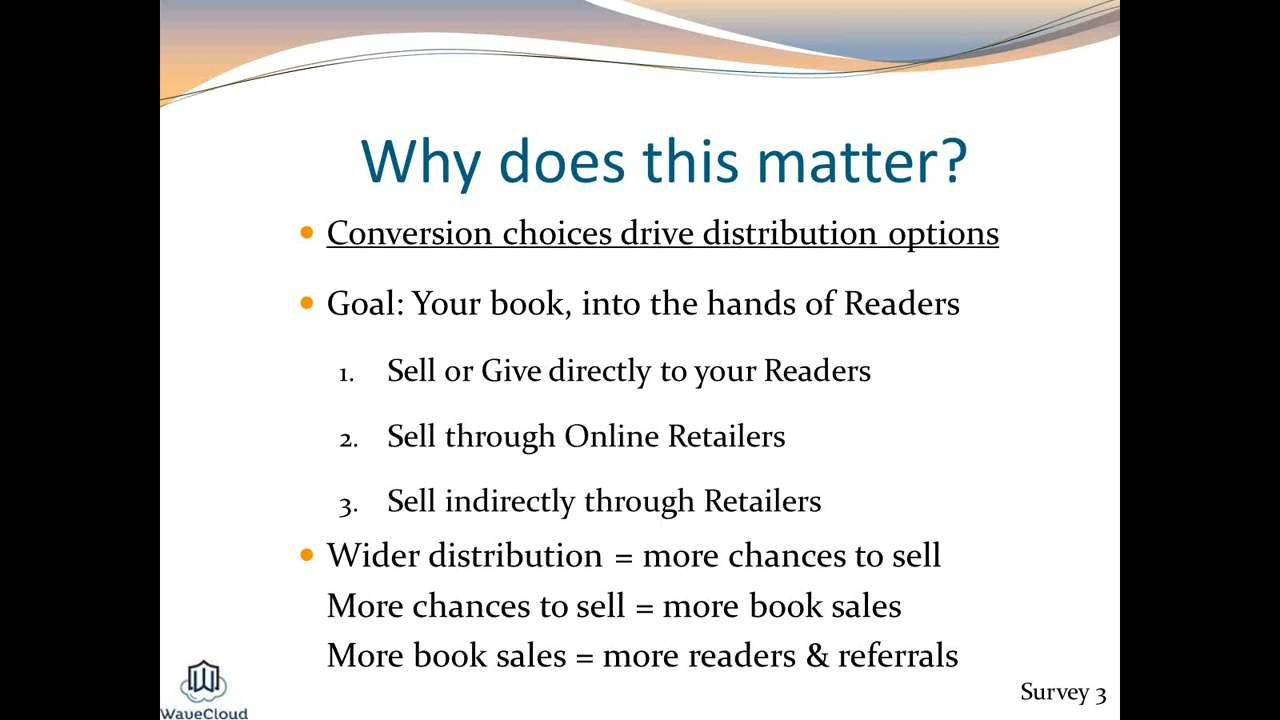 Why does this matter?
• Conversion choices drive distribution options
• Goal: Your book, into the hands of Readers
1. Sell or Give directly to your Readers
2. Sell through Online Retailers
3. Sell indirectly through Retailers
• Wider distribution = more chances to sell
More chances to sell = more book sales
More book sales = more readers & referrals
WaveCloud
Survey 3